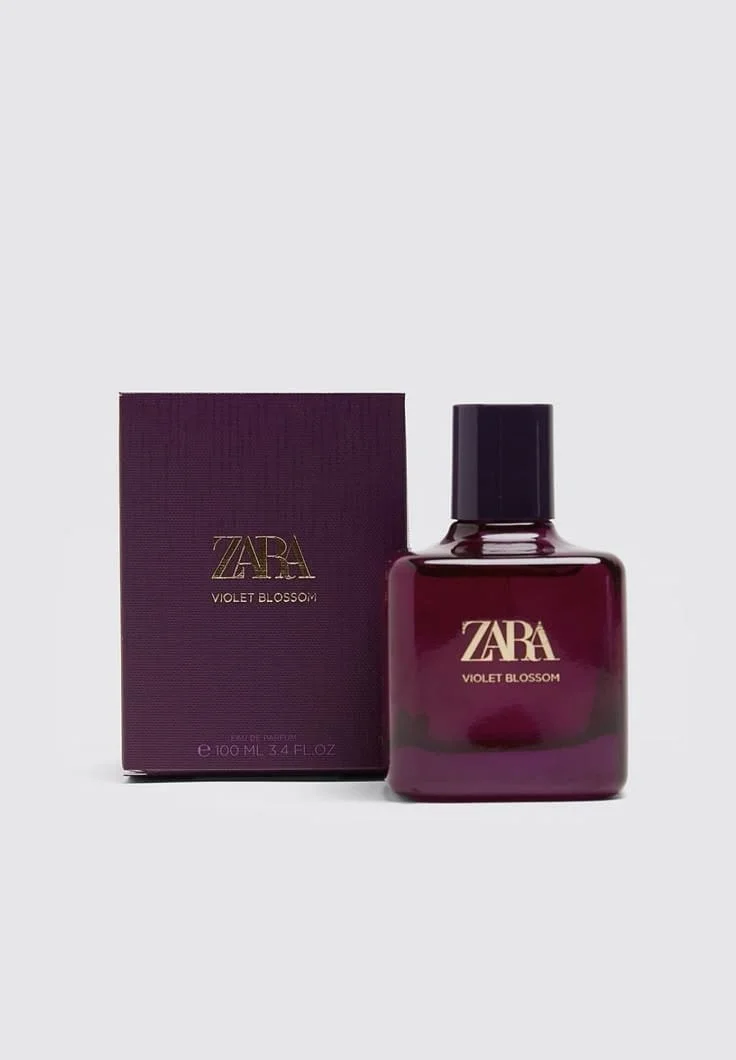 ZARA
VIOLET BLOSSOM
EAU DE PARFUM
℮ 100 ML 3.4 FL.OZ
ZARA
VIOLET BLOSSOM